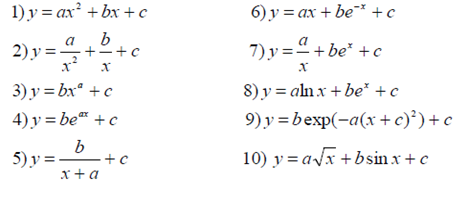 1) y = ax² + bx + c
2) y = a/x² + b/x + c
3) y = bxᵃ + c
4) y = beᵃˣ + c
5) y = b/(x + a) + c
6) y = ax + be⁻ˣ + c
7) y = a/x + beˣ + c
8) y = a ln x + beˣ + c
9) y = b exp(−a(x + c)²) + c
10) y = a√x + b sin x + c